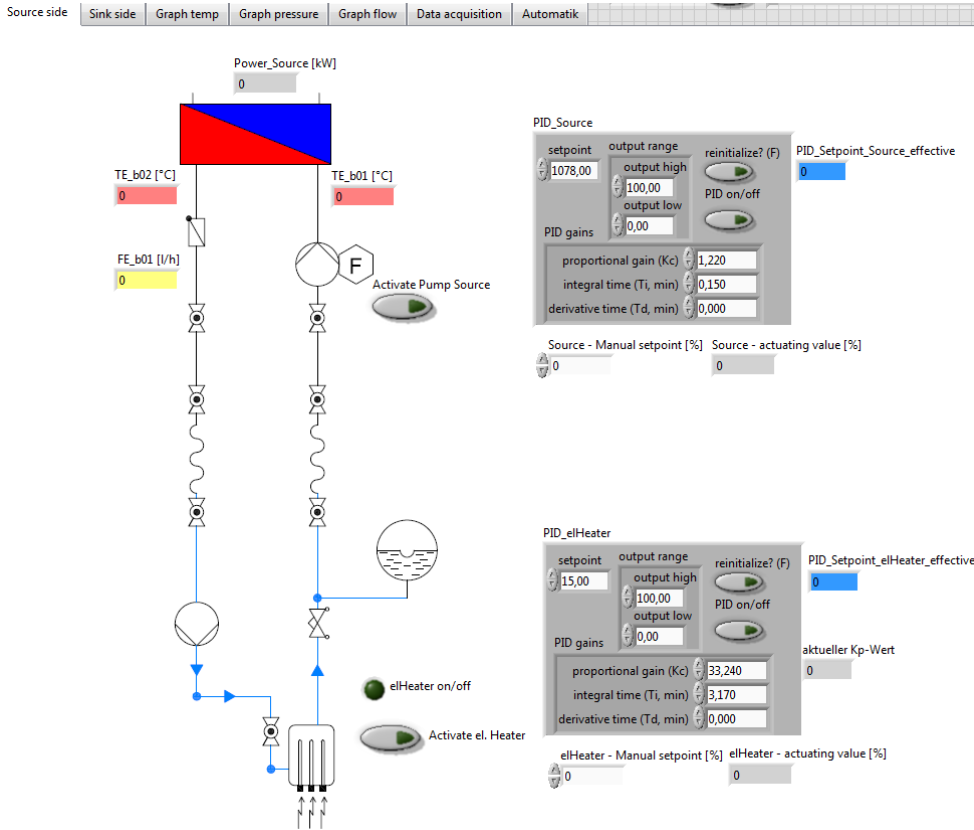 Source side Sink side Graph temp Graph pressure Graph flow Data acquisition Automatik
Power_Source [kW]
0
TE_b02 [°C]
0
TE_b01 [°C]
0
FE_b01 [l/h]
0
F
Activate Pump Source
PID_Source
setpoint
1078,00
output range
output high
100,00
output low
0,00
reinitialize? (F)
PID on/off
PID_Setpoint_Source_effective
0
PID gains
proportional gain (Kc) 1,220
integral time (Ti, min) 0,150
derivative time (Td, min) 0,000
Source - Manual setpoint [%]
0
Source - actuating value [%]
0
PID_elHeater
setpoint
15,00
output range
output high
100,00
output low
0,00
reinitialize? (F)
PID on/off
PID_Setpoint_elHeater_effective
0
PID gains
proportional gain (Kc) 33,240
integral time (Ti, min) 3,170
derivative time (Td, min) 0,000
aktueller Kp-Wert
0
elHeater on/off
Activate el. Heater
elHeater - Manual setpoint [%]
0
elHeater - actuating value [%]
0